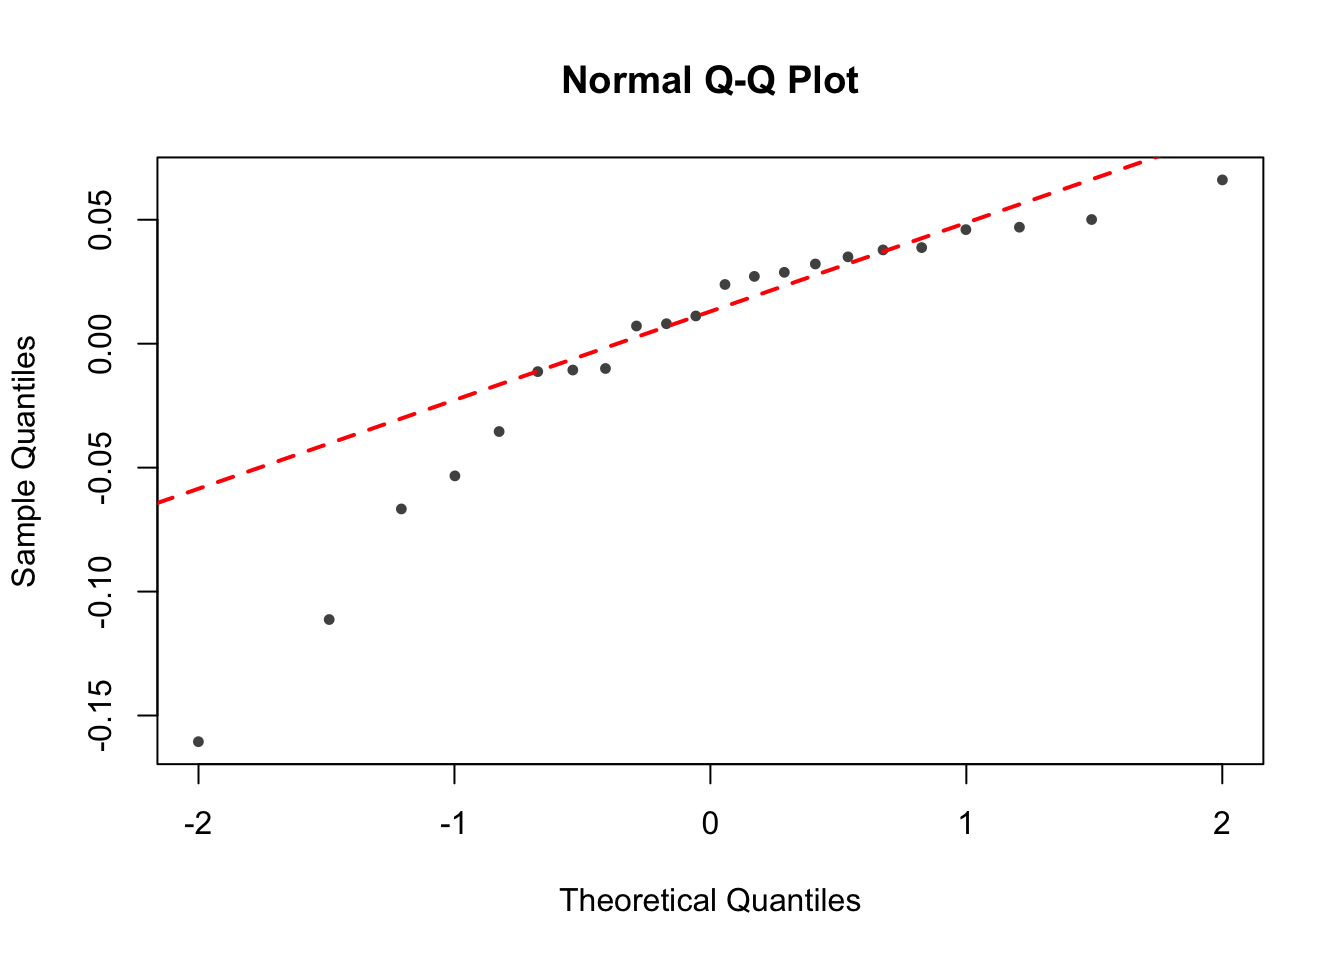 Normal Q-Q Plot
Sample Quantiles
0.05
0.00
-0.05
-0.10
-0.15
-2 -1 0 1 2
Theoretical Quantiles